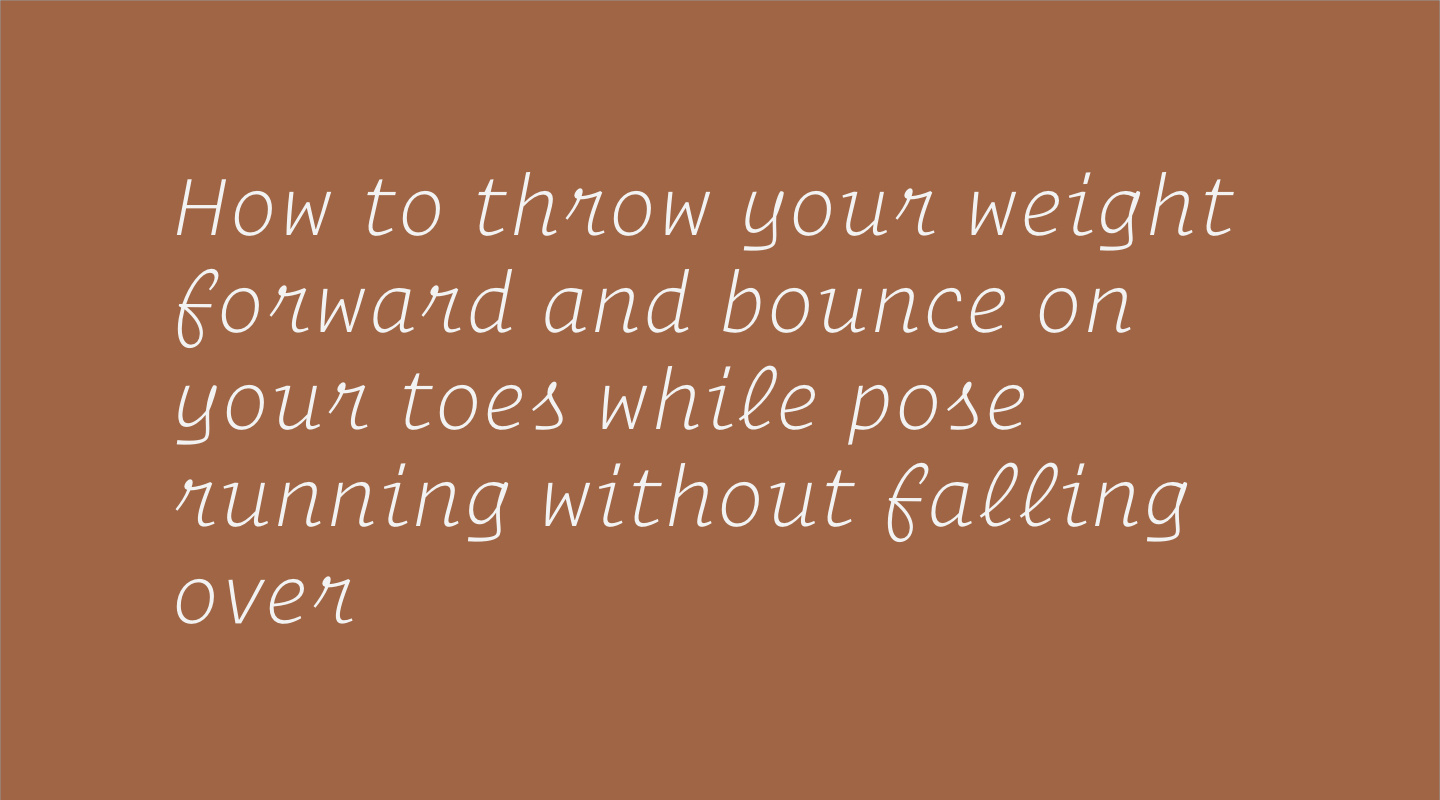 How to throw your weight
forward and bounce on
your toes while pose
running without falling
over